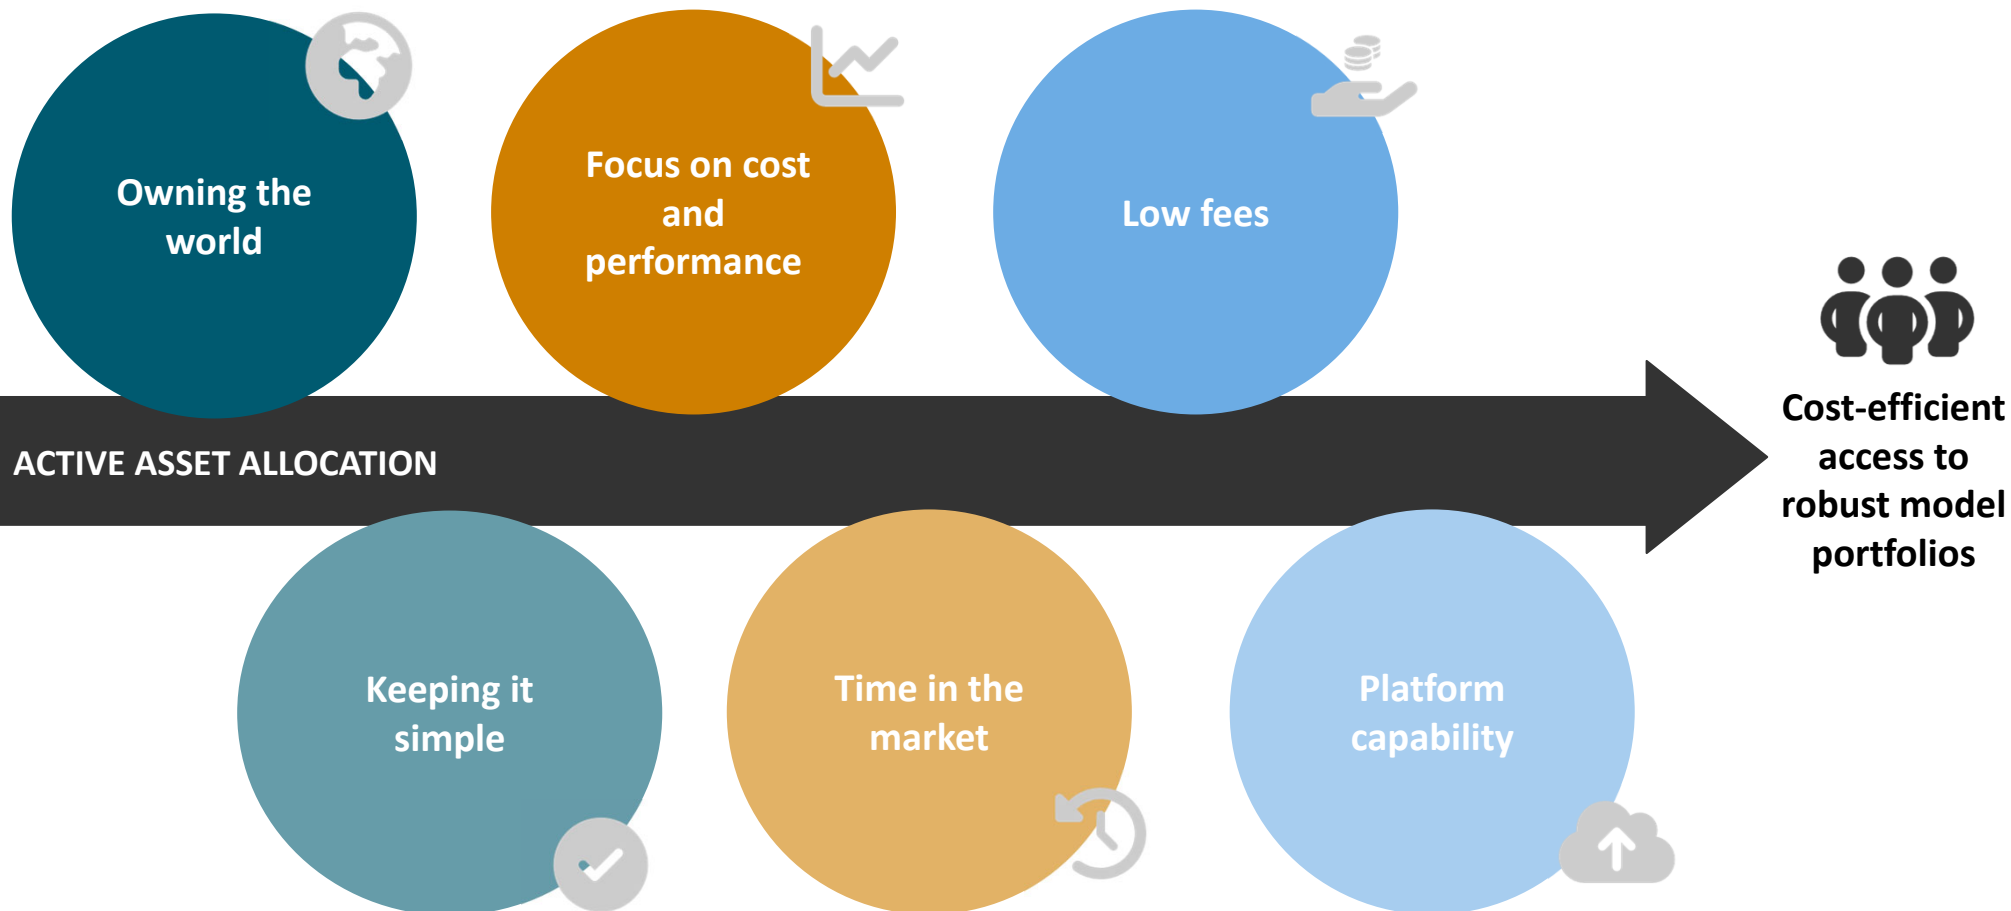 Owning the
world
Focus on cost
and
performance
Low fees
ACTIVE ASSET ALLOCATION
Cost-efficient
access to
robust model
portfolios
Keeping it
simple
Time in the
market
Platform
capability